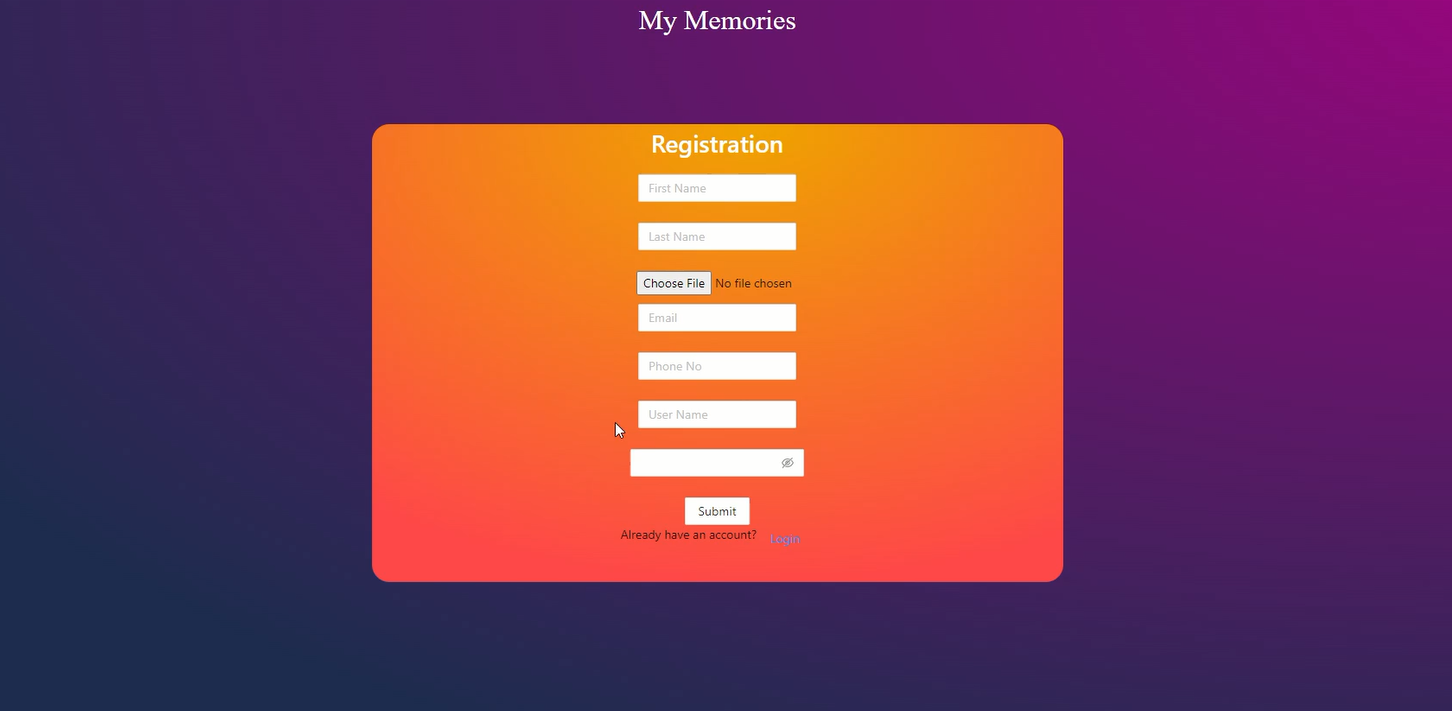 My Memories
Registration
First Name
Last Name
Choose File No file chosen
Email
Phone No
User Name
Submit
Already have an account? Login